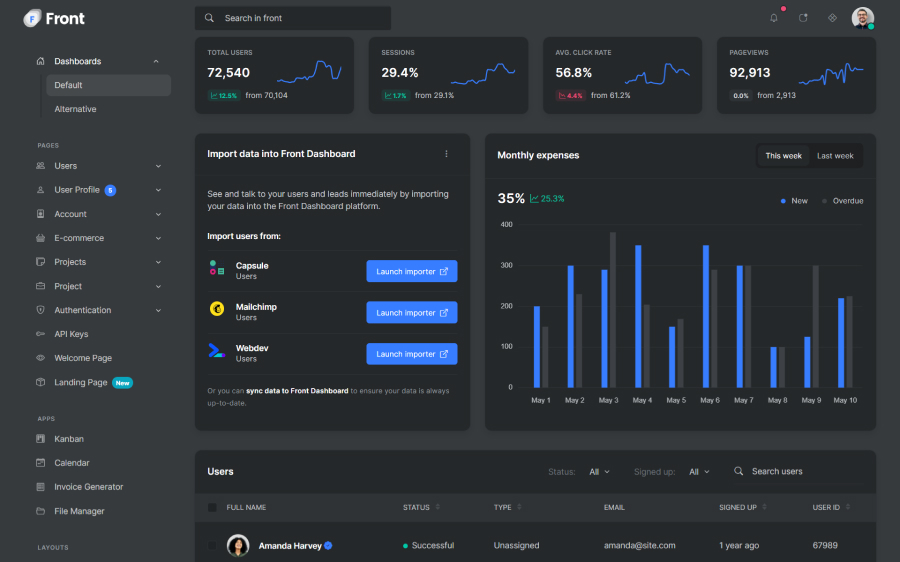 Front
Search in front
Dashboards
Default
Alternative
PAGES
Users
User Profile 5
Account
E-commerce
Projects
Project
Authentication
API Keys
Welcome Page
Landing Page New
APPS
Kanban
Calendar
Invoice Generator
File Manager
LAYOUTS
TOTAL USERS
72,540
12.5% from 70,104
SESSIONS
29.4%
1.7% from 29.1%
AVG. CLICK RATE
56.8%
4.4% from 61.2%
PAGEVIEWS
92,913
0.0% from 2,913
Import data into Front Dashboard
See and talk to your users and leads immediately by importing
your data into the Front Dashboard platform.
Import users from:
Capsule
Users
Launch importer
Mailchimp
Users
Launch importer
Webdev
Users
Launch importer
Or you can sync data to Front Dashboard to ensure your data is always
up-to-date.
Monthly expenses
This week Last week
35% 25.3%
New Overdue
400
300
200
100
0
May 1 May 2 May 3 May 4 May 5 May 6 May 7 May 8 May 9 May 10
Users
Status: All Signed up: All Search users
FULL NAME STATUS TYPE EMAIL SIGNED UP USER ID
Amanda Harvey Successful Unassigned amanda@site.com 1 year ago 67989